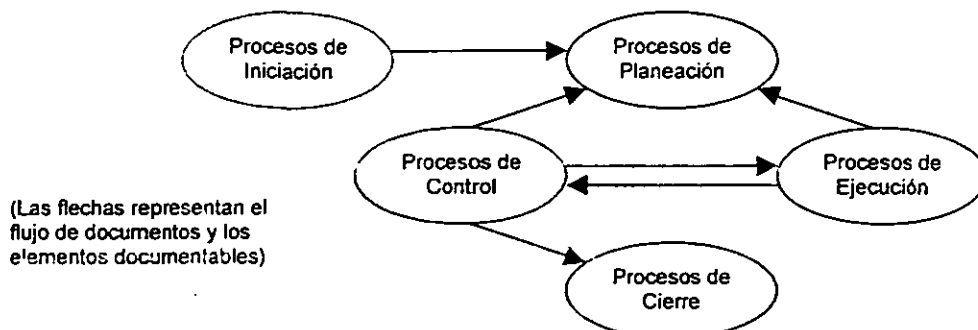 Procesos de
Iniciación
Procesos de
Planeación
Procesos de
Control
Procesos de
Ejecución
(Las flechas representan el
flujo de documentos y los
elementos documentables)
Procesos de
Cierre